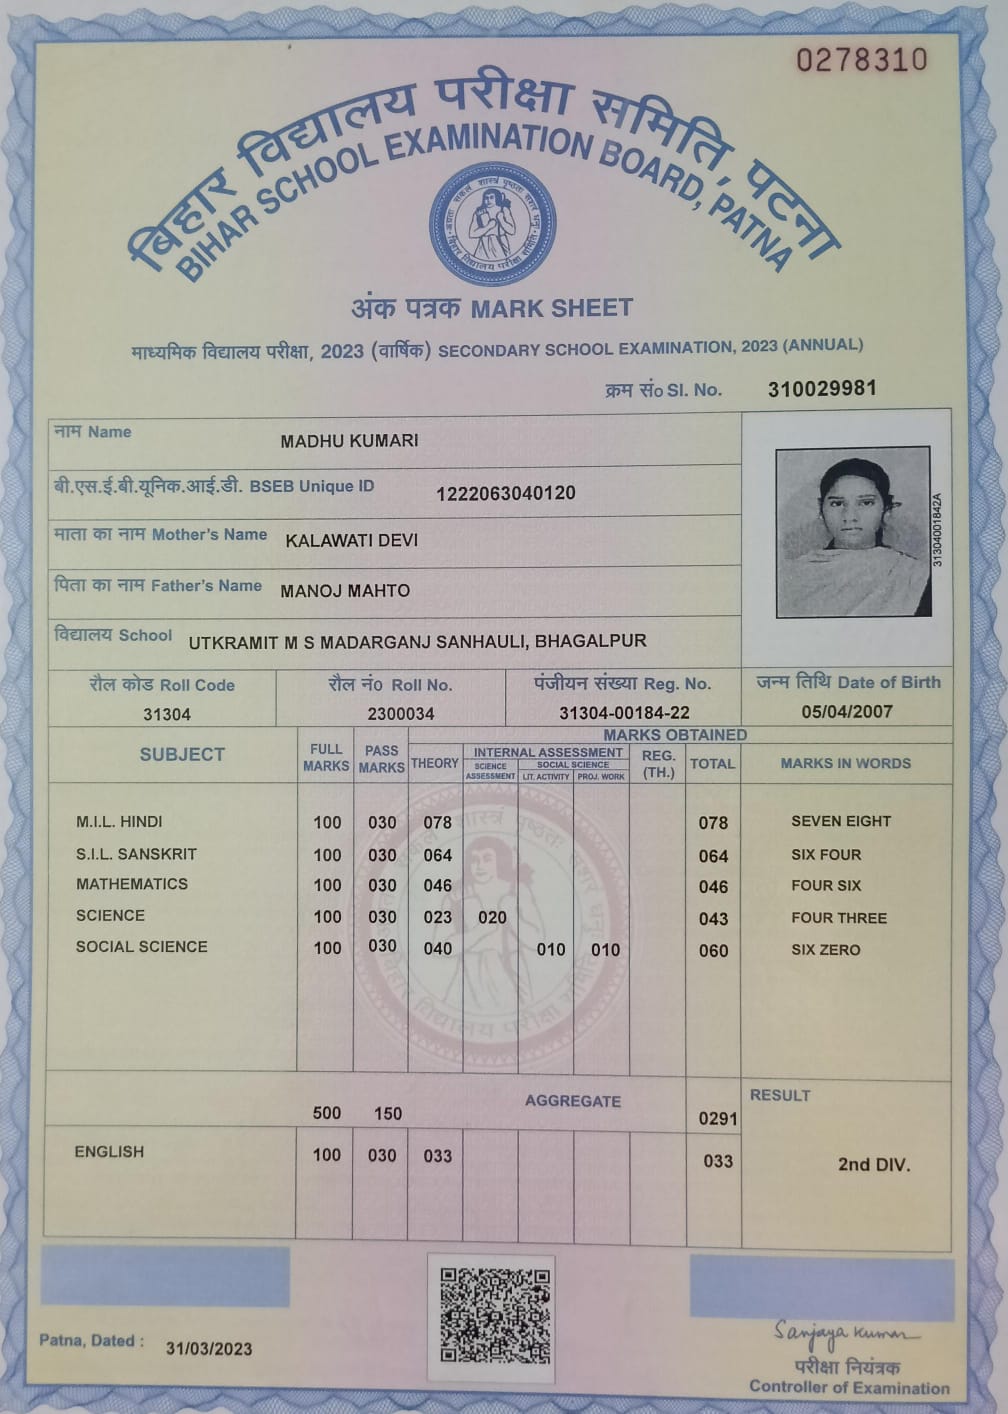 0278310
बिहार विद्यालय परीक्षा समिति, पटना
BIHAR SCHOOL EXAMINATION BOARD, PATNA
बिहार विद्यालय परीक्षा समिति
अंक पत्रक MARK SHEET
माध्यमिक विद्यालय परीक्षा, 2023 (वार्षिक) SECONDARY SCHOOL EXAMINATION, 2023 (ANNUAL)
क्रम सं० Sl. No. 310029981
नाम Name MADHU KUMARI
बी.एस.ई.बी.यूनिक.आई.डी. BSEB Unique ID 1222063040120
माता का नाम Mother's Name KALAWATI DEVI
पिता का नाम Father's Name MANOJ MAHTO
विद्यालय School UTKRAMIT M S MADARGANJ SANHAULI, BHAGALPUR
31304001842A
रौल कोड Roll Code रौल नं० Roll No. पंजीयन संख्या Reg. No. जन्म तिथि Date of Birth
31304 2300034 31304-00184-22 05/04/2007
SUBJECT FULL MARKS PASS MARKS MARKS OBTAINED
THEORY INTERNAL ASSESSMENT REG. (TH.) TOTAL MARKS IN WORDS
SCIENCE ASSESSMENT SOCIAL SCIENCE
LIT. ACTIVITY PROJ. WORK
M.I.L. HINDI 100 030 078 078 SEVEN EIGHT
S.I.L. SANSKRIT 100 030 064 064 SIX FOUR
MATHEMATICS 100 030 046 046 FOUR SIX
SCIENCE 100 030 023 020 043 FOUR THREE
SOCIAL SCIENCE 100 030 040 010 010 060 SIX ZERO
बिहार विद्यालय परीक्षा समिति
500 150 AGGREGATE 0291 RESULT
ENGLISH 100 030 033 033 2nd DIV.
Patna, Dated : 31/03/2023
Sanjaya Kumar
परीक्षा नियंत्रक
Controller of Examination